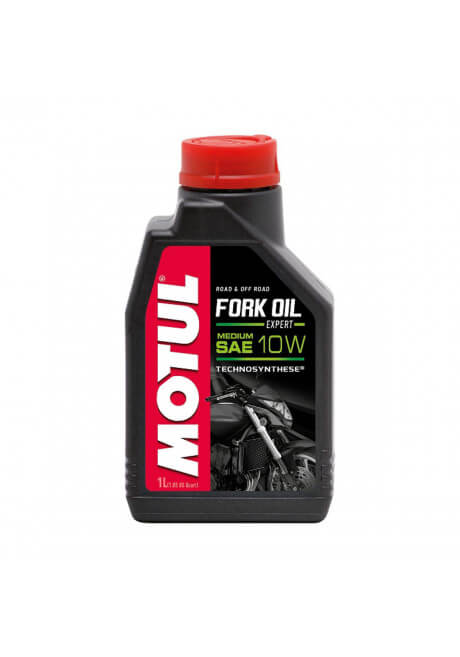 MOTUL®
ROAD & OFF ROAD
FORK OIL
EXPERT
MEDIUM
SAE 10W
TECHNOSYNTHESE®
1L